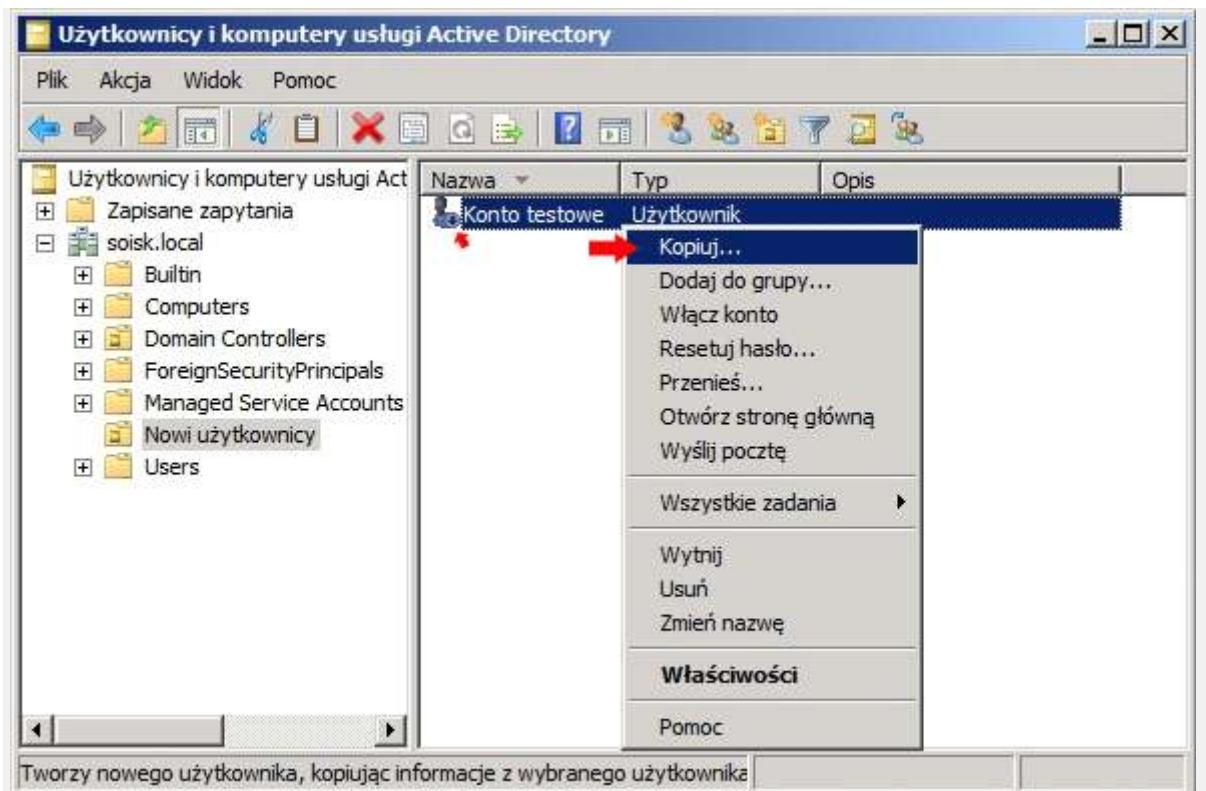 Użytkownicy i komputery usługi Active Directory
Plik Akcja Widok Pomoc
Użytkownicy i komputery usługi Act
Zapisane zapytania
soisk.local
Builtin
Computers
Domain Controllers
ForeignSecurityPrincipals
Managed Service Accounts
Nowi użytkownicy
Users
Nazwa Typ Opis
Konto testowe Użytkownik
Kopiuj...
Dodaj do grupy...
Włącz konto
Resetuj hasło...
Przenieś...
Otwórz stronę główną
Wyślij pocztę
Wszystkie zadania
Wytnij
Usuń
Zmień nazwę
Właściwości
Pomoc
Tworzy nowego użytkownika, kopiując informacje z wybranego użytkownika